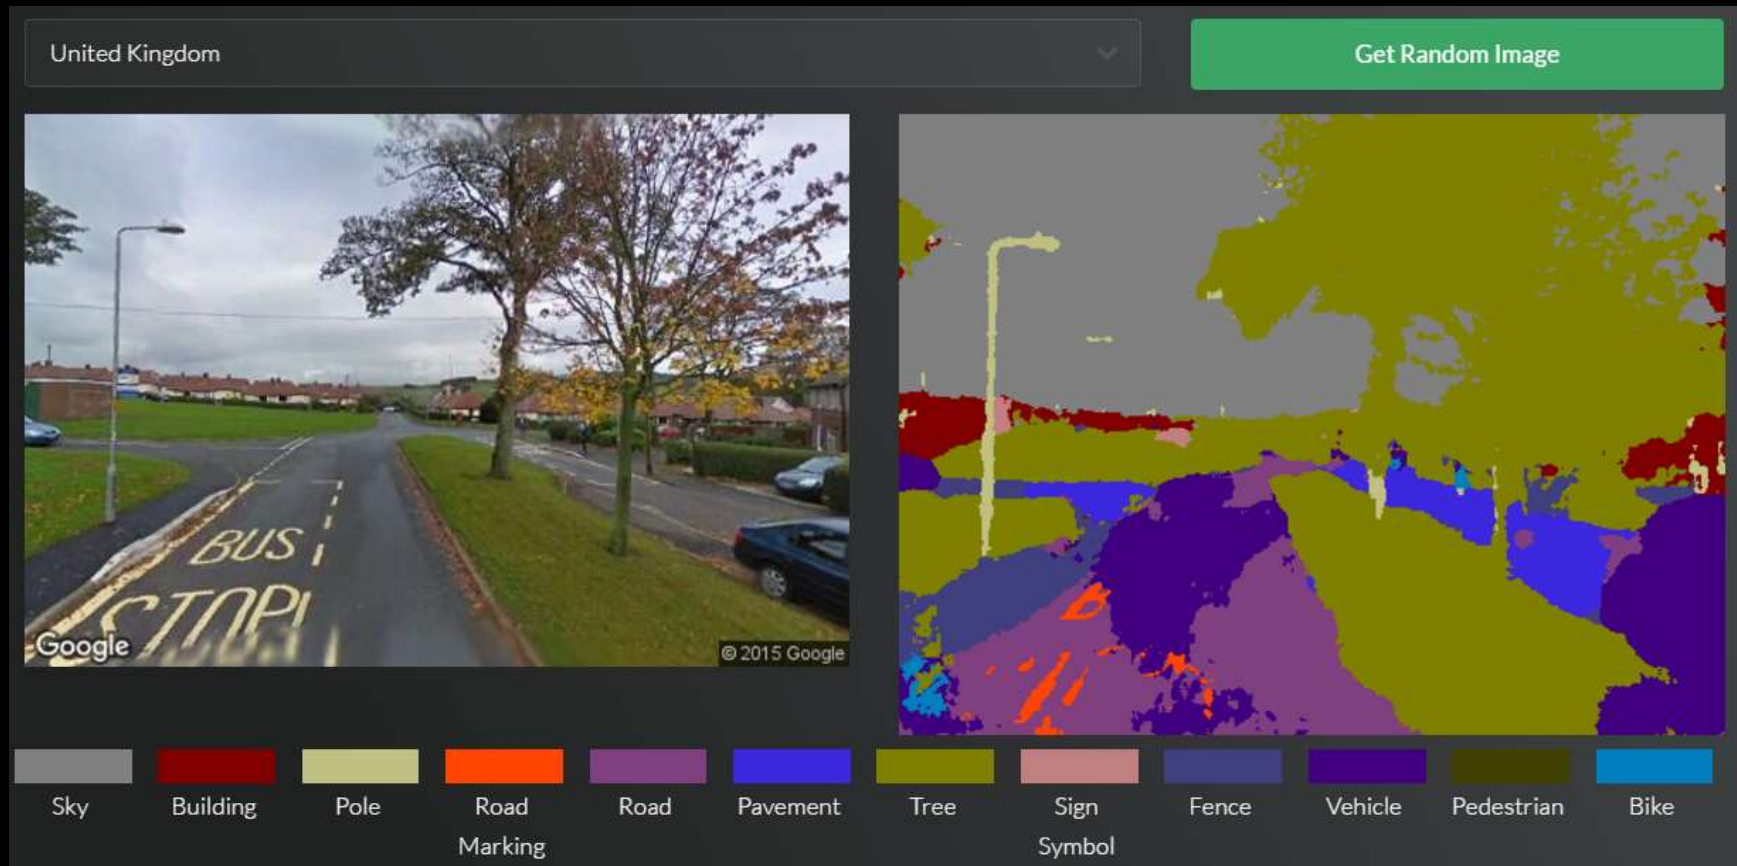 United Kingdom
Get Random Image
BUS
STOP
Google
© 2015 Google
Sky
Building
Pole
Road
Marking
Road
Pavement
Tree
Sign
Symbol
Fence
Vehicle
Pedestrian
Bike